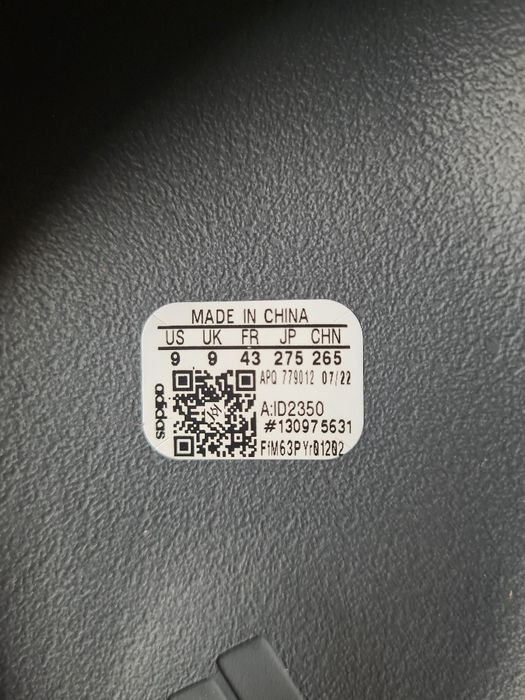 MADE IN CHINA
US UK FR JP CHN
9 9 43 275 265
APQ 779012 07/22
adidas
A:ID2350
#130975631
FiM63PYr01202